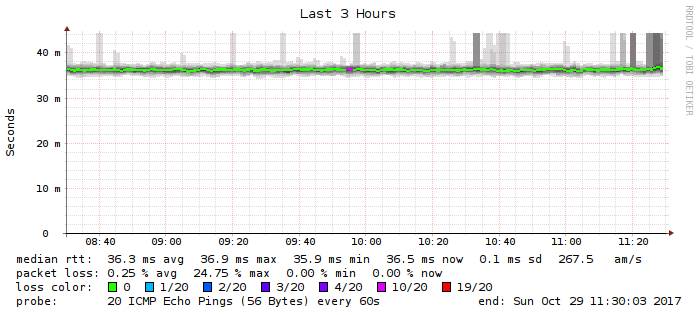 Last 3 Hours
RRDTOOL / TOBI OETIKER
Seconds
40 m
30 m
20 m
10 m
0
08:40 09:00 09:20 09:40 10:00 10:20 10:40 11:00 11:20
median rtt: 36.3 ms avg 36.9 ms max 35.9 ms min 36.5 ms now 0.1 ms sd 267.5 am/s
packet loss: 0.25 % avg 24.75 % max 0.00 % min 0.00 % now
loss color: 0 1/20 2/20 3/20 4/20 10/20 19/20
probe: 20 ICMP Echo Pings (56 Bytes) every 60s end: Sun Oct 29 11:30:03 2017